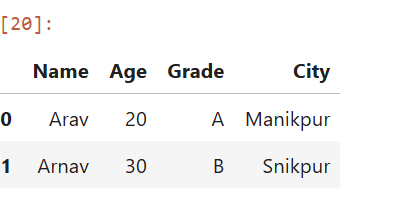 [20]:
Name Age Grade City
0 Arav 20 A Manikpur
1 Arnav 30 B Snikpur